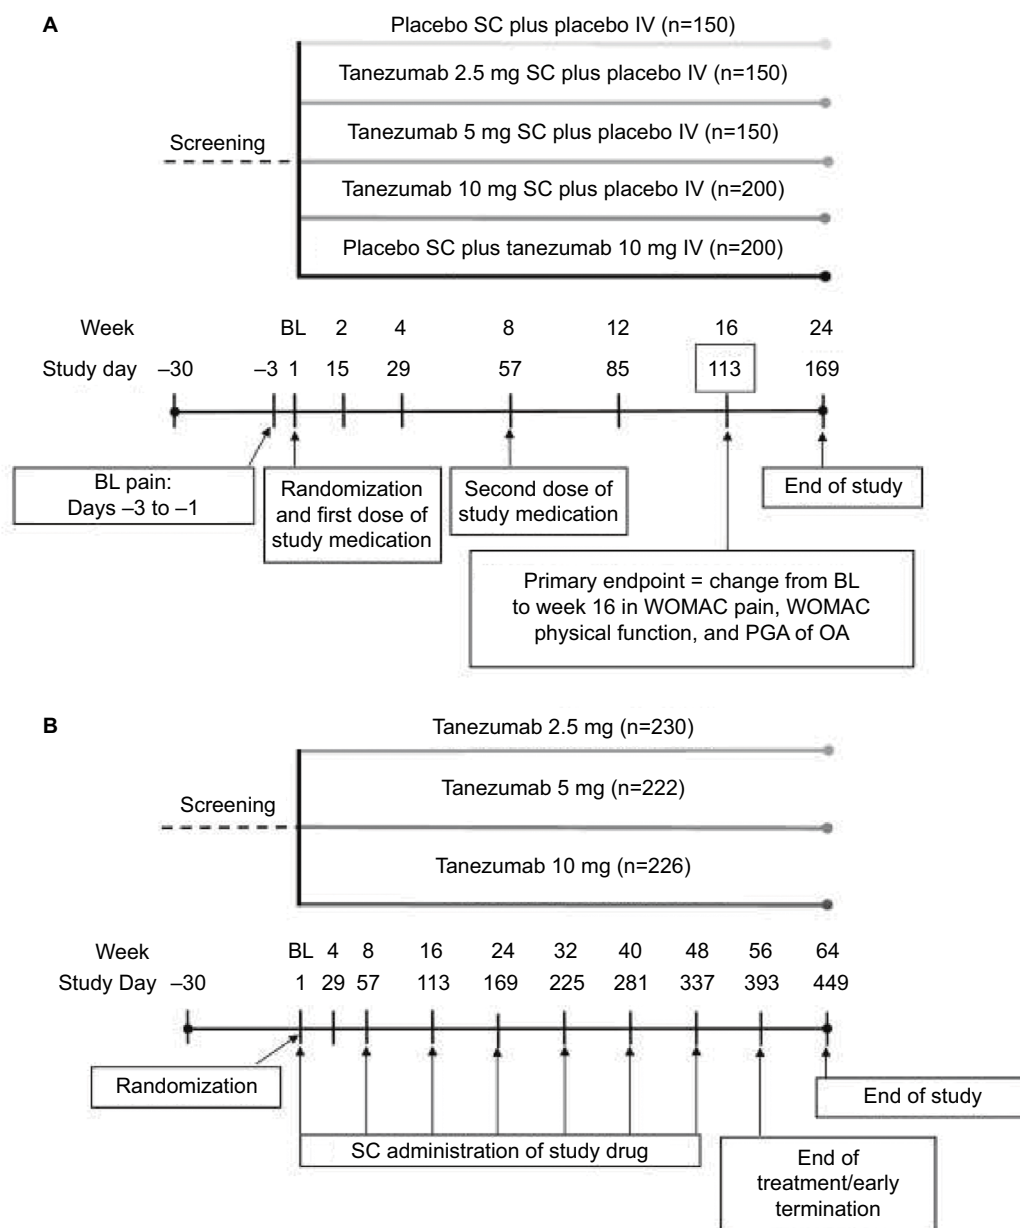 A
Placebo SC plus placebo IV (n=150)
Tanezumab 2.5 mg SC plus placebo IV (n=150)
Tanezumab 5 mg SC plus placebo IV (n=150)
Screening
Tanezumab 10 mg SC plus placebo IV (n=200)
Placebo SC plus tanezumab 10 mg IV (n=200)
Week BL 2 4 8 12 16 24
Study day –30 –3 1 15 29 57 85 113 169
BL pain:
Days –3 to –1
Randomization
and first dose of
study medication
Second dose of
study medication
End of study
Primary endpoint = change from BL
to week 16 in WOMAC pain, WOMAC
physical function, and PGA of OA
B
Tanezumab 2.5 mg (n=230)
Tanezumab 5 mg (n=222)
Screening
Tanezumab 10 mg (n=226)
Week BL 4 8 16 24 32 40 48 56 64
Study Day –30 1 29 57 113 169 225 281 337 393 449
Randomization
End of study
SC administration of study drug
End of
treatment/early
termination